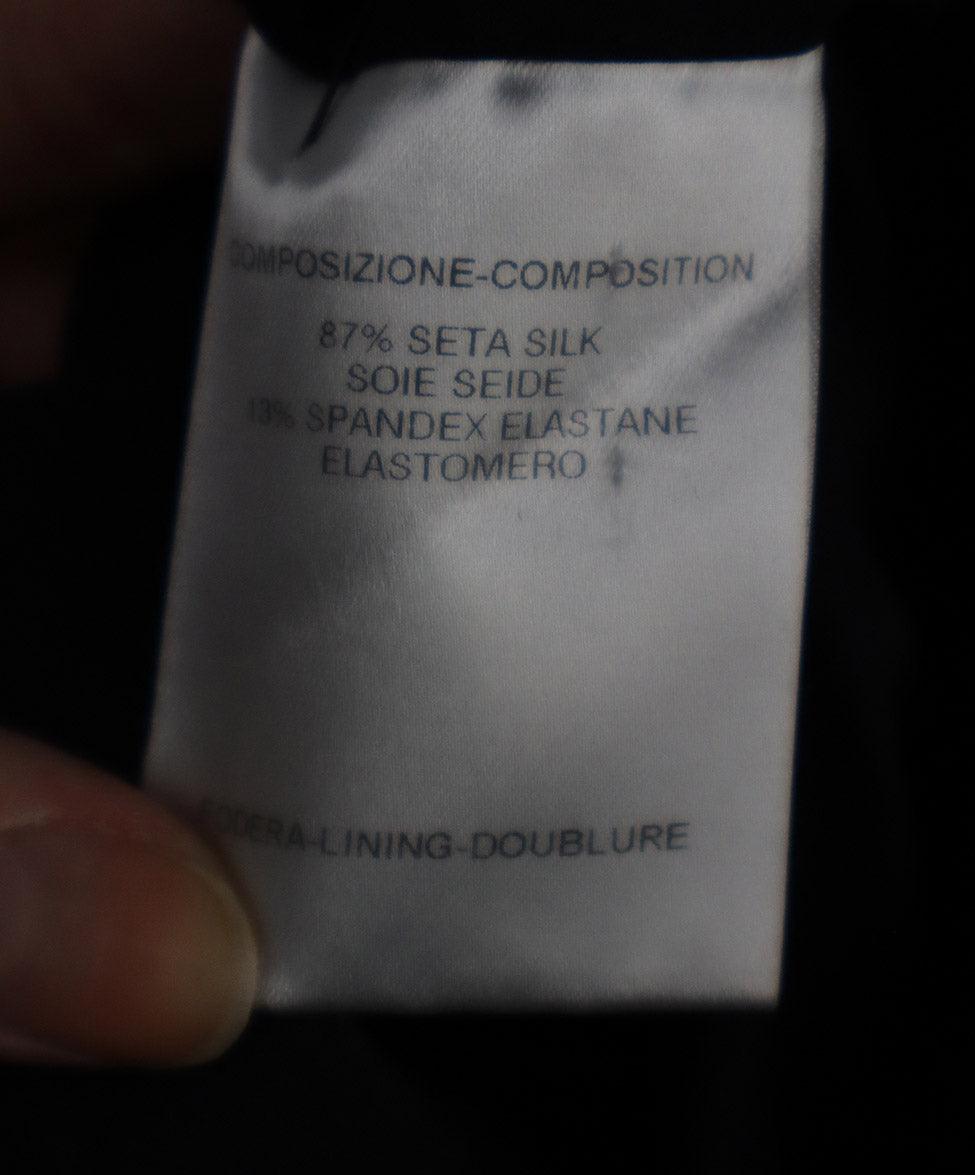 COMPOSIZIONE-COMPOSITION
87% SETA SILK
SOIE SEIDE
13% SPANDEX ELASTANE
ELASTOMERO
FODERA-LINING-DOUBLURE